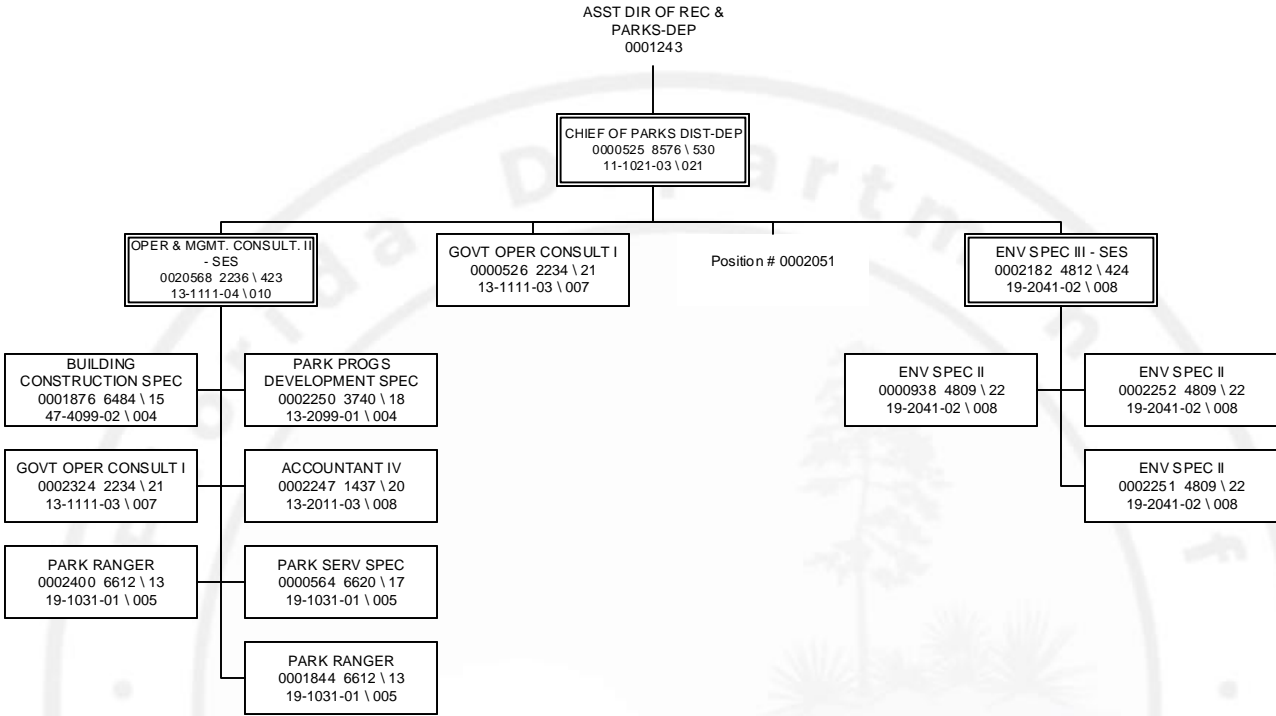 ASST DIR OF REC &
PARKS-DEP
0001243
CHIEF OF PARKS DIST-DEP
0000525 8576 \ 530
11-1021-03 \ 021
OPER & MGMT. CONSULT. II
- SES
0020568 2236 \ 423
13-1111-04 \ 010
GOVT OPER CONSULT I
0000526 2234 \ 21
13-1111-03 \ 007
Position # 0002051
ENV SPEC III - SES
0002182 4812 \ 424
19-2041-02 \ 008
BUILDING
CONSTRUCTION SPEC
0001876 6484 \ 15
47-4099-02 \ 004
PARK PROGS
DEVELOPMENT SPEC
0002250 3740 \ 18
13-2099-01 \ 004
ENV SPEC II
0000938 4809 \ 22
19-2041-02 \ 008
ENV SPEC II
0002252 4809 \ 22
19-2041-02 \ 008
GOVT OPER CONSULT I
0002324 2234 \ 21
13-1111-03 \ 007
ACCOUNTANT IV
0002247 1437 \ 20
13-2011-03 \ 008
ENV SPEC II
0002251 4809 \ 22
19-2041-02 \ 008
PARK RANGER
0002400 6612 \ 13
19-1031-01 \ 005
PARK SERV SPEC
0000564 6620 \ 17
19-1031-01 \ 005
PARK RANGER
0001844 6612 \ 13
19-1031-01 \ 005